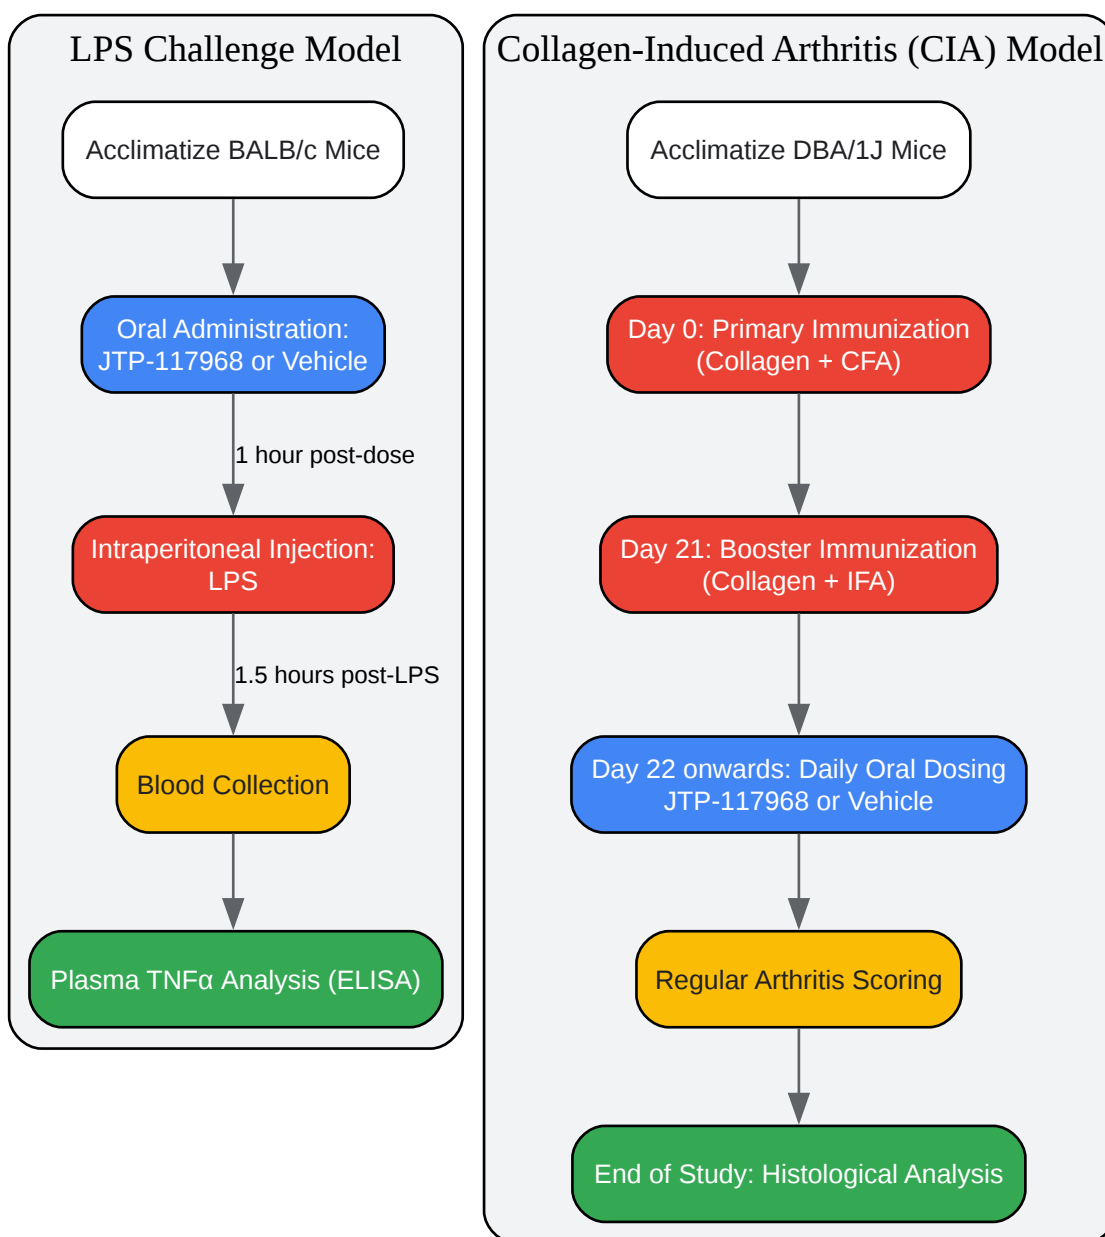 LPS Challenge Model
Acclimatize BALB/c Mice
Oral Administration:
JTP-117968 or Vehicle
1 hour post-dose
Intraperitoneal Injection:
LPS
1.5 hours post-LPS
Blood Collection
Plasma TNFα Analysis (ELISA)
Collagen-Induced Arthritis (CIA) Model
Acclimatize DBA/1J Mice
Day 0: Primary Immunization
(Collagen + CFA)
Day 21: Booster Immunization
(Collagen + IFA)
Day 22 onwards: Daily Oral Dosing
JTP-117968 or Vehicle
Regular Arthritis Scoring
End of Study: Histological Analysis